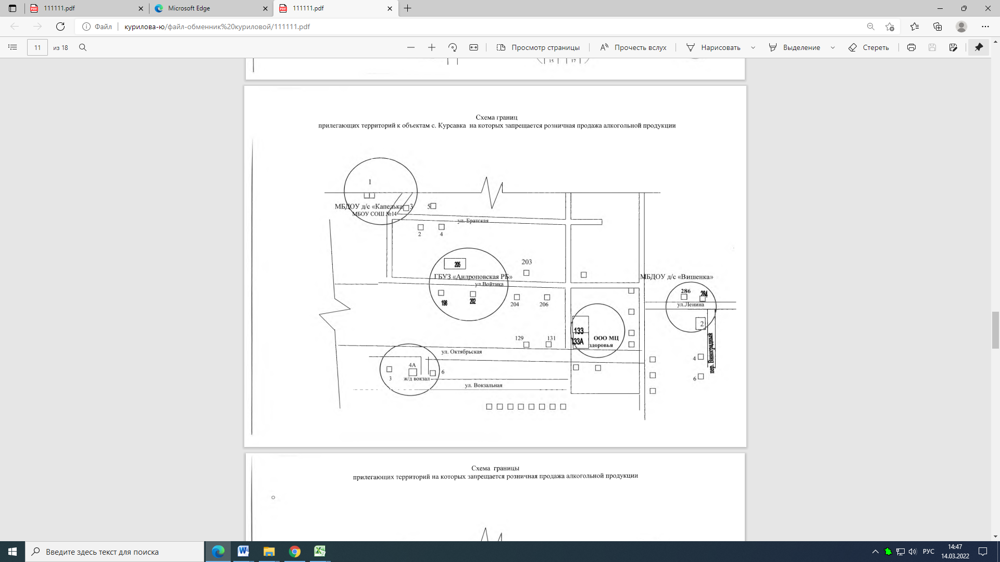 111111.pdf
Microsoft Edge
111111.pdf
Файл
курилова-ю/файл-обменник%20куриловой/111111.pdf
11
из 18
Просмотр страницы
Прочесть вслух
Нарисовать
Выделение
Стереть
15
17
Схема границ
прилегающих территорий к объектам с. Курсавка на которых запрещается розничная продажа алкогольной продукции
1
МБДОУ д/с «Капелька
3
5
МБОУ СОШ №14
ул. Братская
2
4
205
203
ГБУЗ «Андроповская РБ»
МБДОУ д/с «Вишенка»
ул.Войтика
286
284
198
202
204
206
ул.Ленина
2
133
129
131
133А
ООО МЦ
здоровья
ул. Октябрьская
пер. Виноградный
4
4А
6
3
ж/д вокзал
6
ул. Вокзальная
Схема границы
прилегающих территорий на которых запрещается розничная продажа алкогольной продукции
Введите здесь текст для поиска
РУС
14:47
14.03.2022